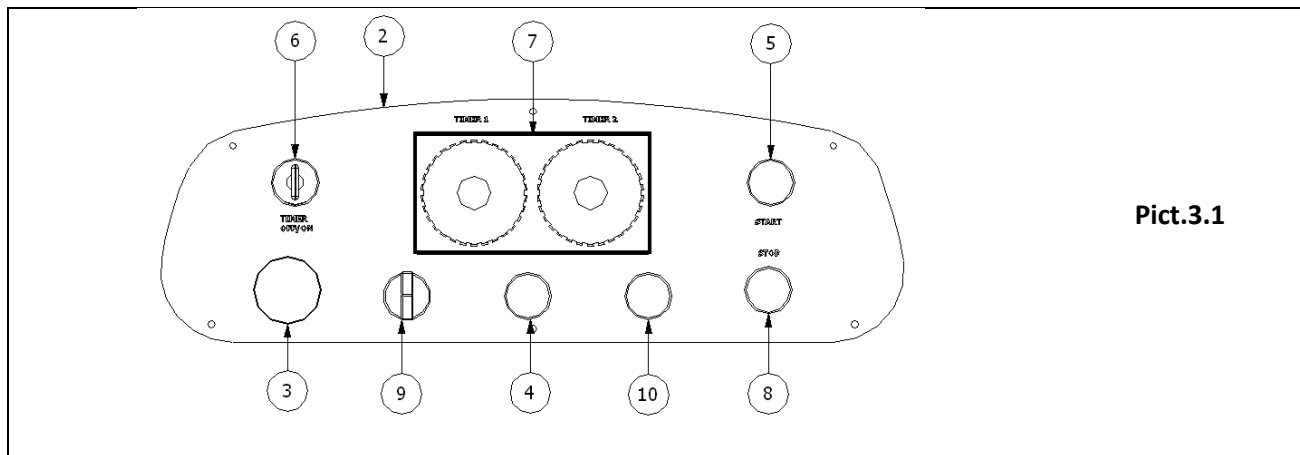 6 2 7 5
TIMER 1 TIMER 2
TIMER
OFF/ON
START
Pict.3.1
STOP
3 9 4 10 8